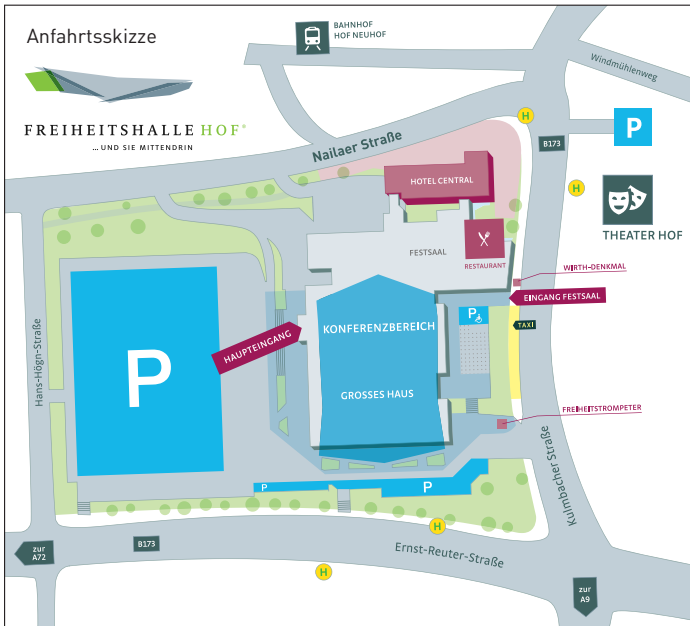 Anfahrtsskizze
BAHNHOF
HOF NEUHOF
Windmühlenweg
FREIHEITSHALLE HOF®
... UND SIE MITTENDRIN
Nailaer Straße
H
B173
P
HOTEL CENTRAL
H
THEATER HOF
FESTSAAL
RESTAURANT
WIRTH-DENKMAL
EINGANG FESTSAAL
P
TAXI
KONFERENZBEREICH
HAUPTEINGANG
P
Hans-Högn-Straße
GROSSES HAUS
FREIHEITSTROMPETER
Kulmbacher Straße
P
P
H
B173
Ernst-Reuter-Straße
zur
A72
H
zur
A9